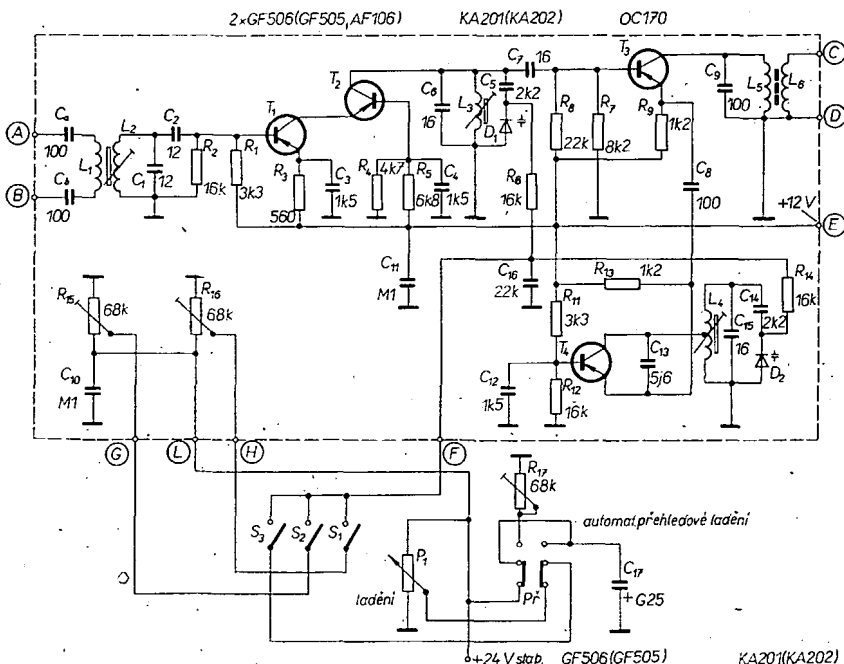 2×GF506(GF505, AF106) KA201(KA202) OC170
T3
C7 16
T2
C6 16
C5 2k2
L3
D1
R8 22k
R7 8k2
R9 1k2
C9 100
L5 L6
C
D
A
Ca 100
L2
C2 12
T1
L1
C1 12
R2 16k
R1 3k3
R3 560
C3 1k5
R4 4k7
R5 6k8
C4 1k5
R6 16k
C8 100
B
Cb 100
+12 V
E
R15 68k
R16 68k
C11 M1
C16 22k
R13 1k2
R11 3k3
L4
C14 2k2
R14 16k
C15 16
T4
C13 5j6
D2
C10 M1
C12 1k5
R12 16k
G L H F
R17 68k
automat. přehledové ladění
S3 S2 S1
P1
ladění
Př
C17
+ G25
+24 V stab. GF506(GF505) KA201(KA202)